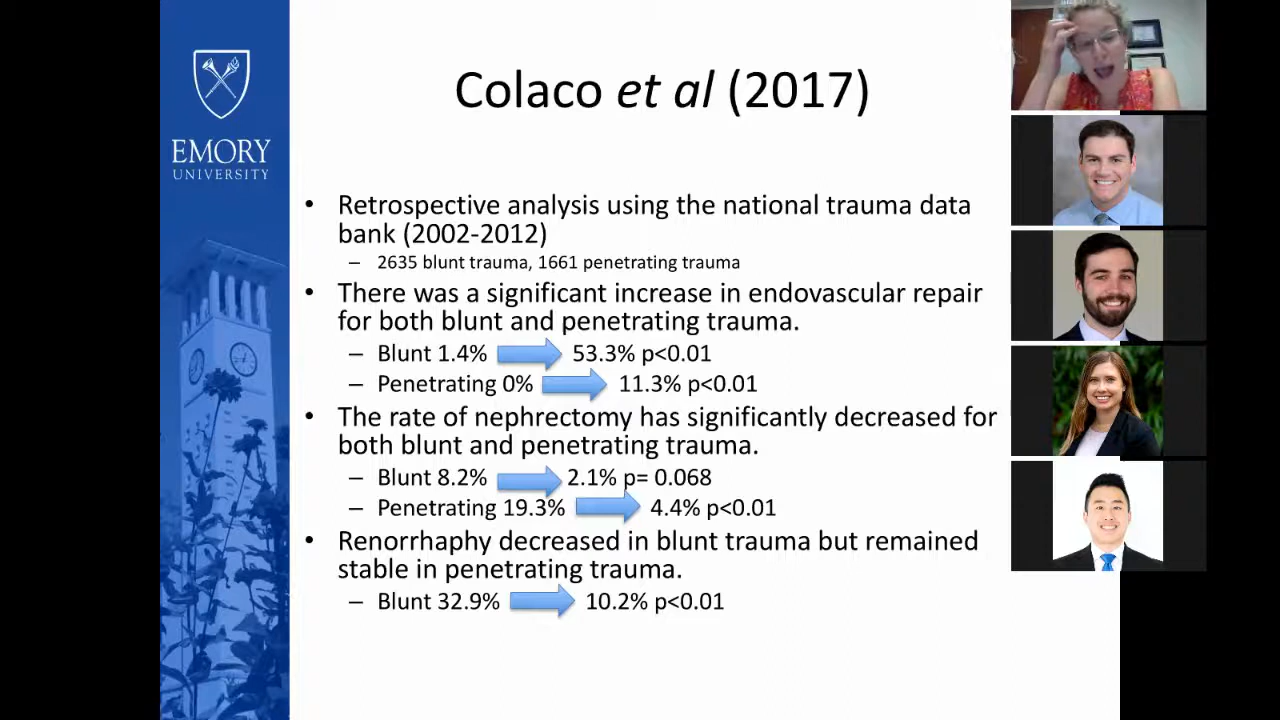 EMORY
UNIVERSITY
Colaco et al (2017)
• Retrospective analysis using the national trauma data
bank (2002-2012)
– 2635 blunt trauma, 1661 penetrating trauma
• There was a significant increase in endovascular repair
for both blunt and penetrating trauma.
– Blunt 1.4% 53.3% p<0.01
– Penetrating 0% 11.3% p<0.01
• The rate of nephrectomy has significantly decreased for
both blunt and penetrating trauma.
– Blunt 8.2% 2.1% p= 0.068
– Penetrating 19.3% 4.4% p<0.01
• Renorrhaphy decreased in blunt trauma but remained
stable in penetrating trauma.
– Blunt 32.9% 10.2% p<0.01